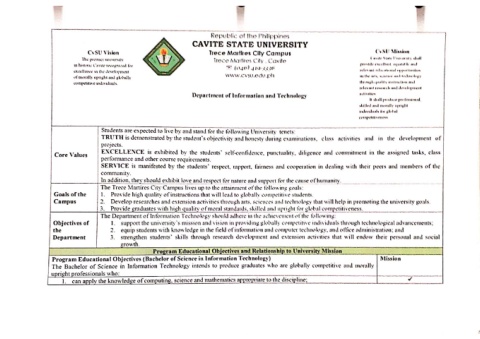 Republic of the Philippines
CAVITE STATE UNIVERSITY
Trece Martires City Campus
Trece Martires City, Cavite
www.cvsu.edu.ph
Department of Information and Technology
CvSU Vision
The premier university
in historic Cavite recognized for
excellence in the development
of morally upright and globally
competitive individuals.
CvSU Mission
Cavite State University shall
provide excellent, equitable and
relevant educational opportunities
in the arts, science and technology
through quality instruction and
relevant research and development
activities.
It shall produce professional,
skilled and morally upright
individuals for global
competitiveness.
Core Values
Students are expected to live by and stand for the following University tenets:
TRUTH is demonstrated by the student's objectivity and honesty during examinations, class activities and in the development of
projects.
EXCELLENCE is exhibited by the students' self-confidence, punctuality, diligence and commitment in the assigned tasks, class
performance and other course requirements.
SERVICE is manifested by the students' respect, support, fairness and cooperation in dealing with their peers and members of the
community.
In addition, they should exhibit love and respect for nature and support for the cause of humanity.
Goals of the
Campus
The Trece Martires City Campus lives up to the attainment of the following goals:
1. Provide high quality of instructions that will lead to globally competitive students.
2. Develop researches and extension activities through arts, sciences and technology that will help in promoting the university goals.
3. Provide graduates with high quality of moral standards, skilled and upright for global competitiveness.
Objectives of
the
Department
The Department of Information Technology should adhere in the achievement of the following:
1. support the university's mission and vision in providing globally competitive individuals through technological advancements;
2. equip students with knowledge in the field of information and computer technology, and office administration; and
3. strengthen students' skills through research development and extension activities that will endow their personal and social
growth.
Program Educational Objectives and Relationship to University Mission
Program Educational Objectives (Bachelor of Science in Information Technology)
Mission
The Bachelor of Science in Information Technology intends to produce graduates who are globally competitive and morally
upright professionals who:
1. can apply the knowledge of computing, science and mathematics appropriate to the discipline;
✓